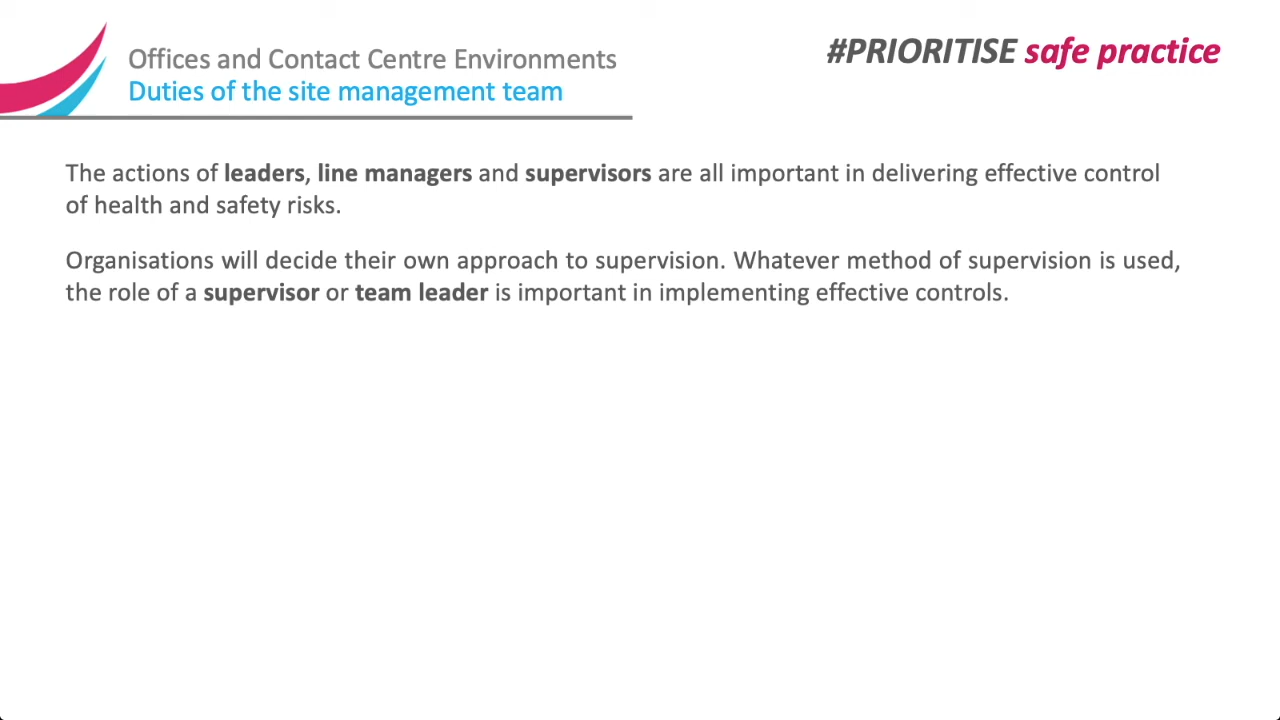 Offices and Contact Centre Environments
Duties of the site management team
#PRIORITISE safe practice
The actions of leaders, line managers and supervisors are all important in delivering effective control
of health and safety risks.
Organisations will decide their own approach to supervision. Whatever method of supervision is used,
the role of a supervisor or team leader is important in implementing effective controls.